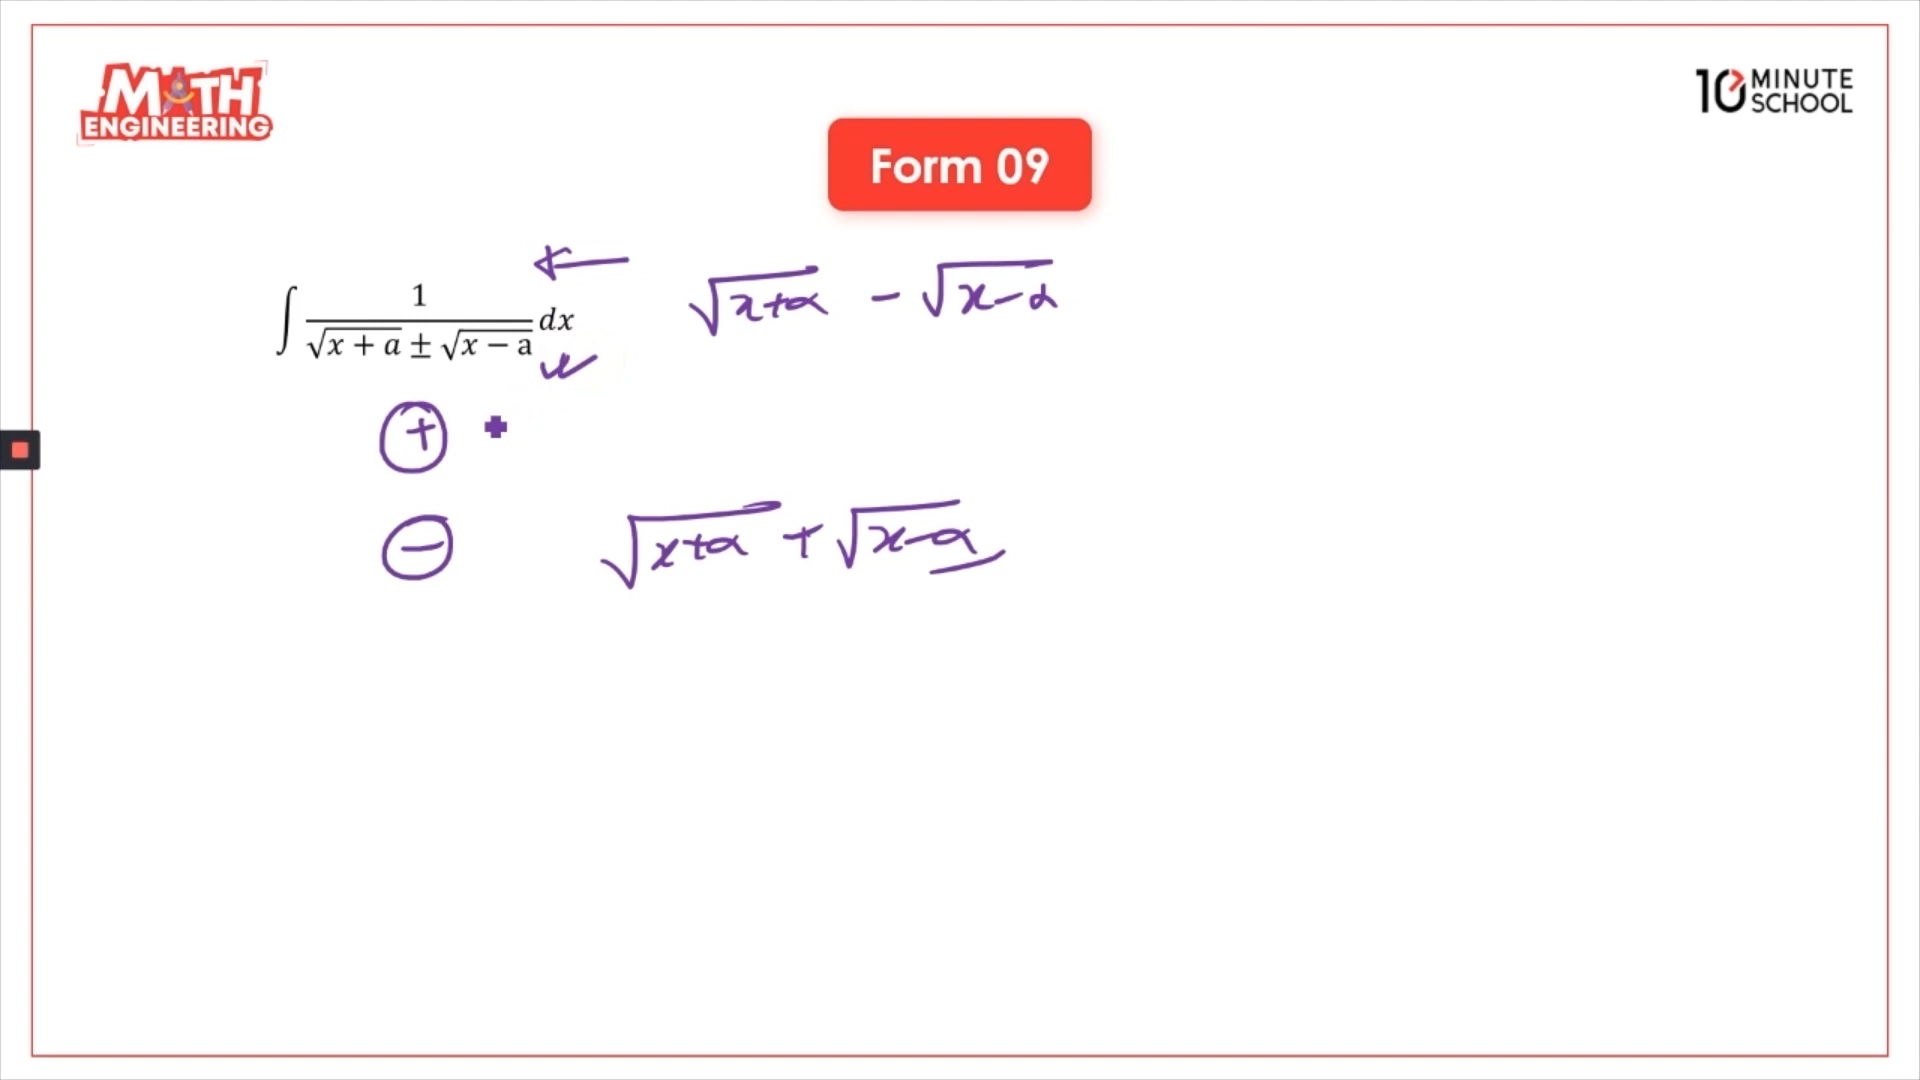 MATH
ENGINEERING
10 MINUTE
SCHOOL
Form 09
∫ 1/(√(x + a) ± √(x − a)) dx
√(x+a) − √(x−a)
+
− √(x+a) + √(x−a)